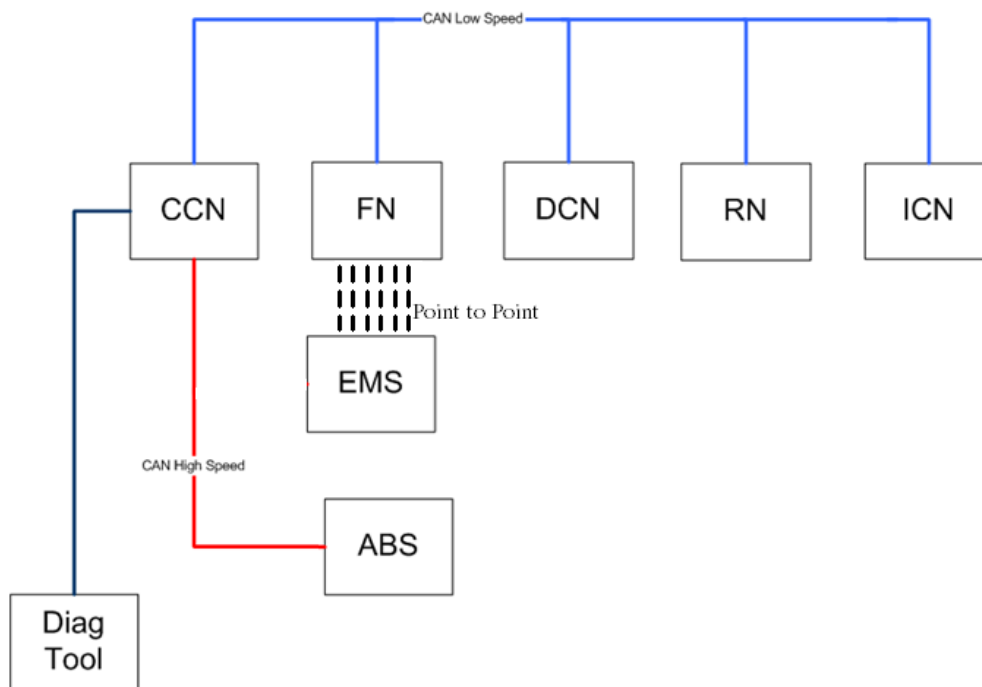 CAN Low Speed
CCN
FN
DCN
RN
ICN
Point to Point
EMS
CAN High Speed
ABS
Diag
Tool